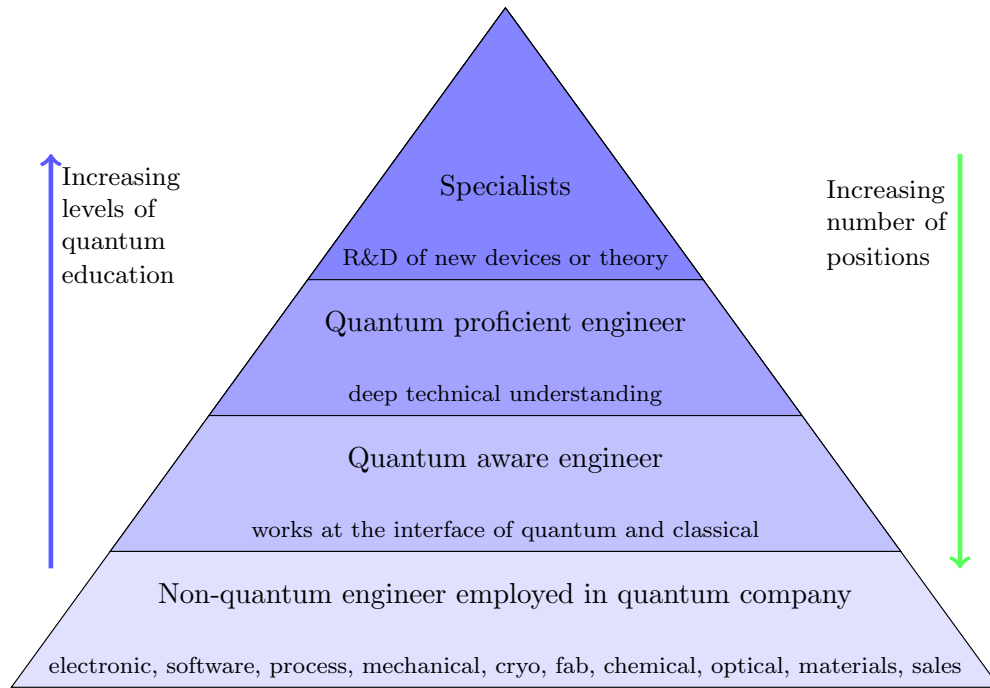 Specialists
R&D of new devices or theory
Increasing
levels of
quantum
education
Increasing
number of
positions
Quantum proficient engineer
deep technical understanding
Quantum aware engineer
works at the interface of quantum and classical
Non-quantum engineer employed in quantum company
electronic, software, process, mechanical, cryo, fab, chemical, optical, materials, sales